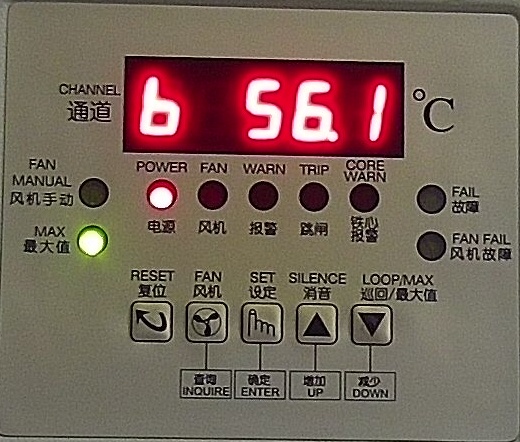 CHANNEL
通道
b 56.1 °C
POWER FAN WARN TRIP CORE WARN
电源 风机 报警 跳闸 铁心报警
FAN
MANUAL
风机手动
MAX
最大值
FAIL
故障
FAN FAIL
风机故障
RESET FAN SET SILENCE LOOP/MAX
复位 风机 设定 消音 巡回/最大值
查询 确定 增加 减少
INQUIRE ENTER UP DOWN